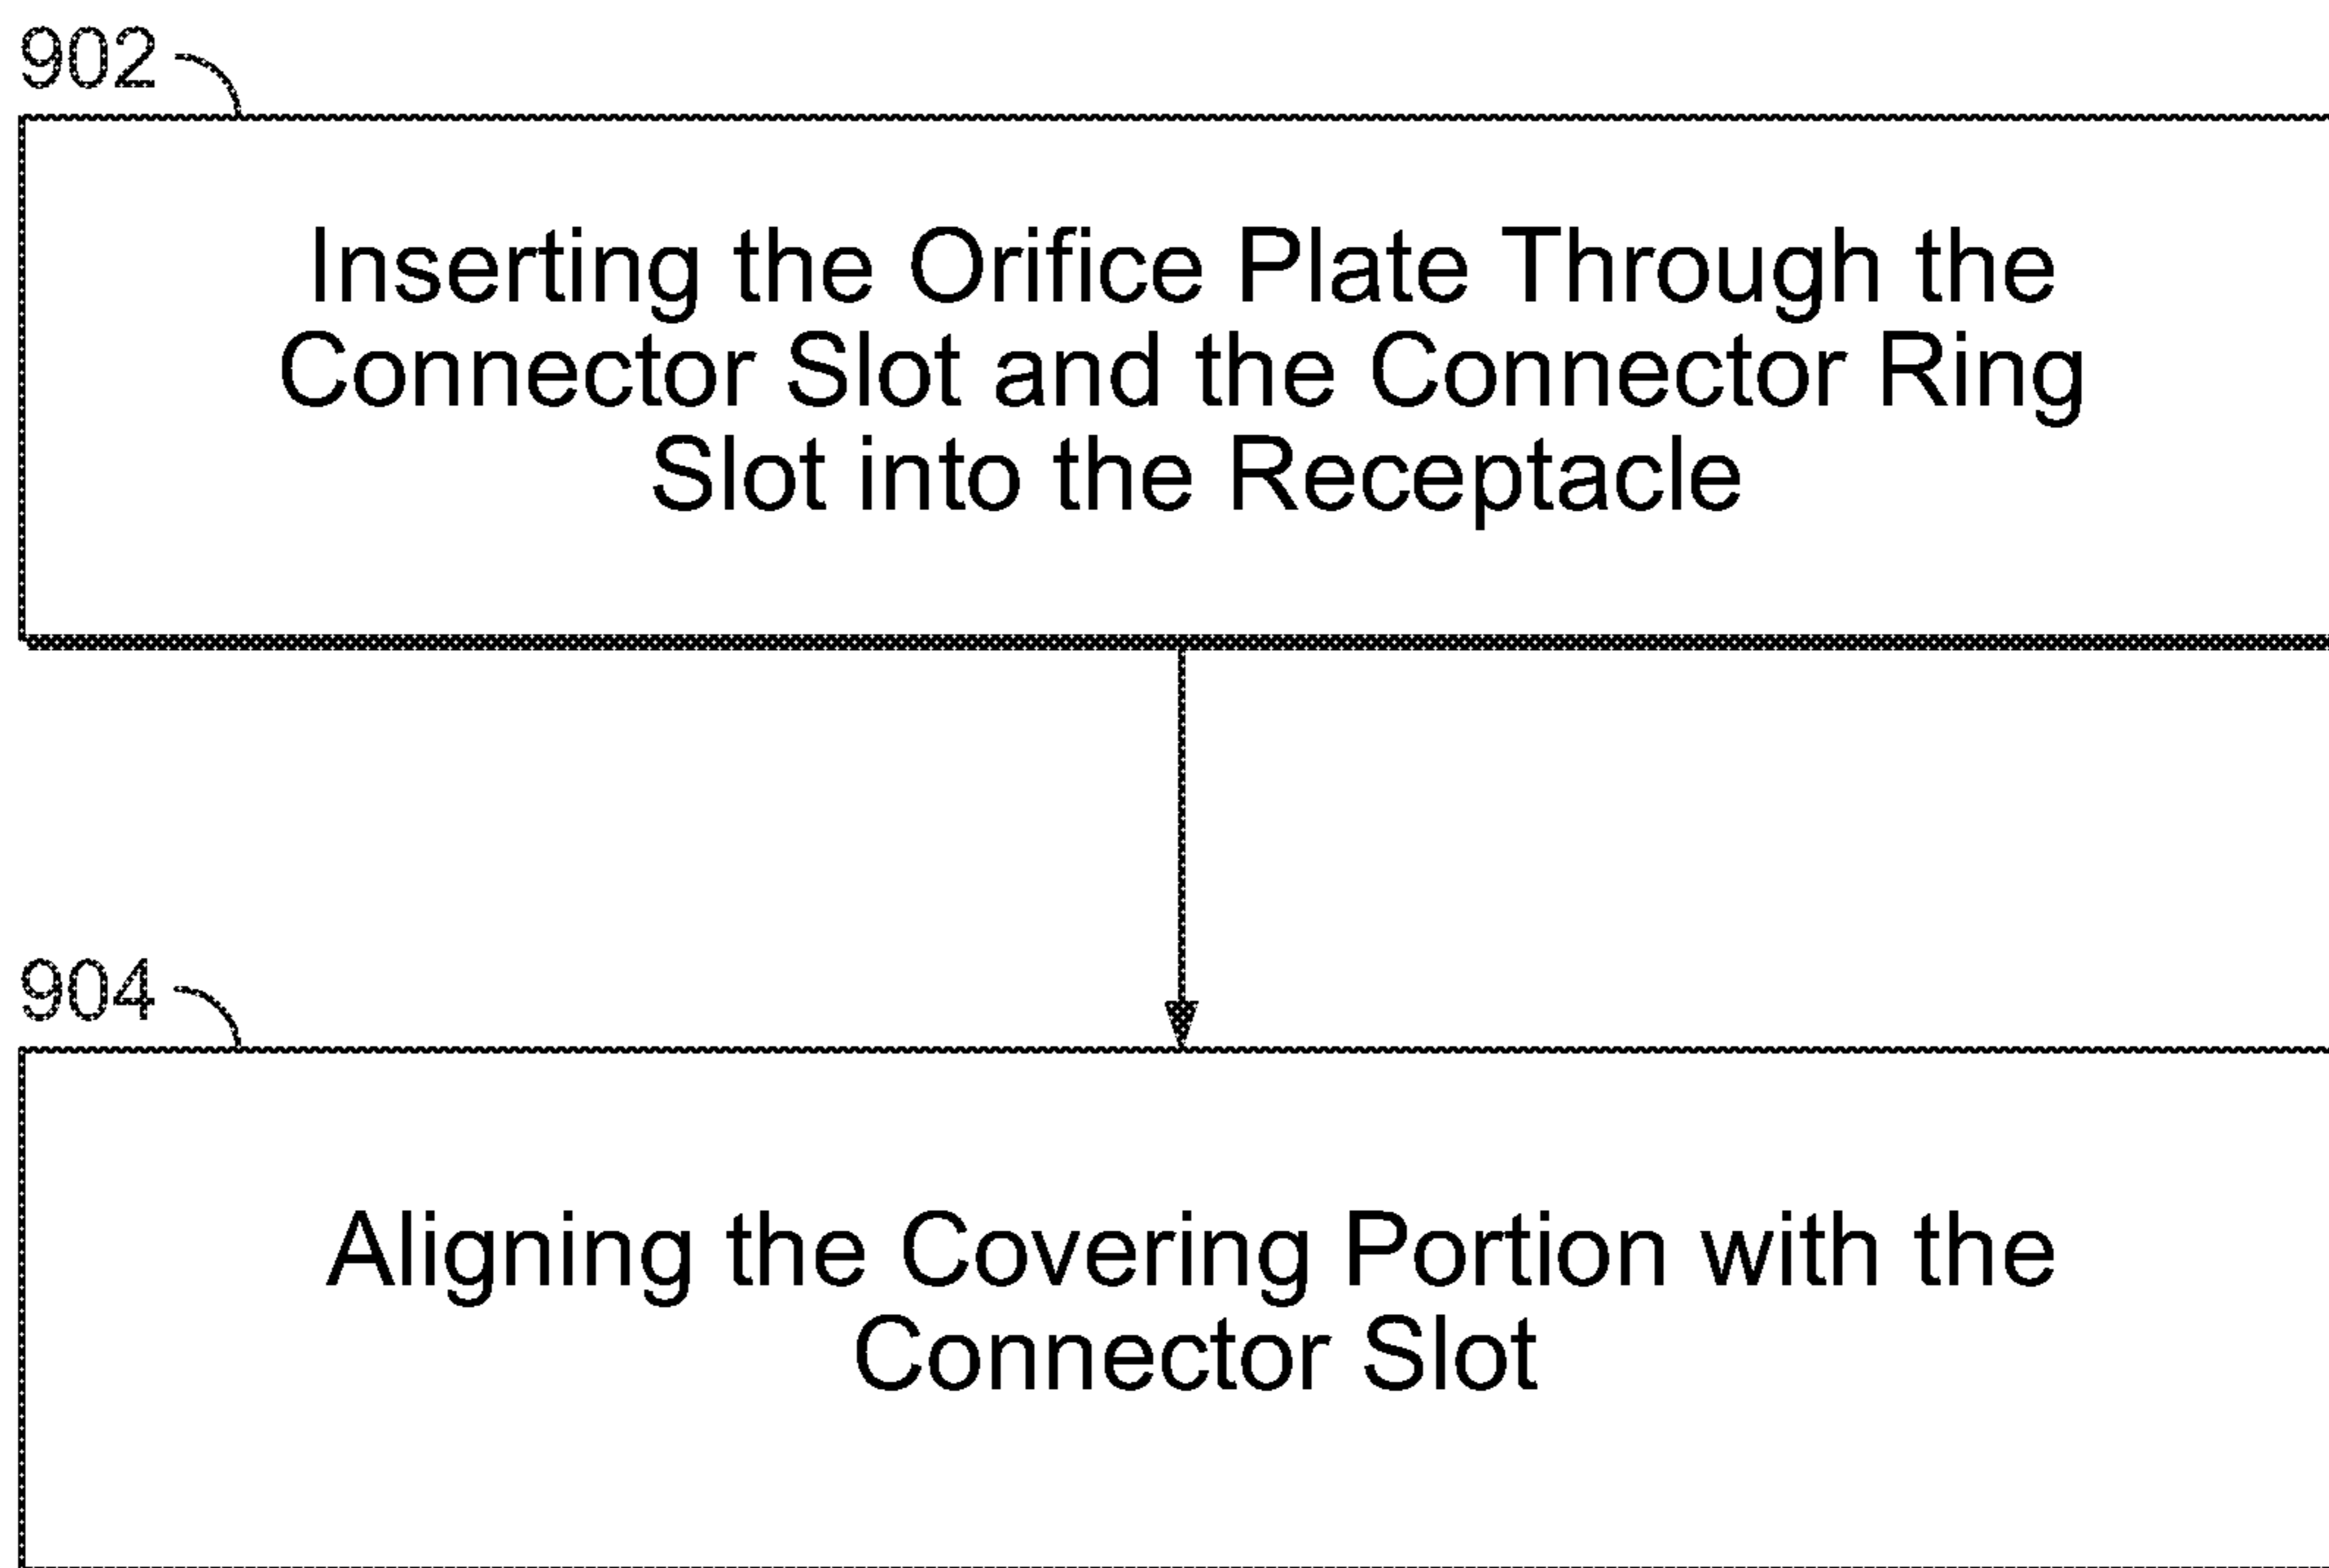 902
Inserting the Orifice Plate Through the
Connector Slot and the Connector Ring
Slot into the Receptacle
904
Aligning the Covering Portion with the
Connector Slot